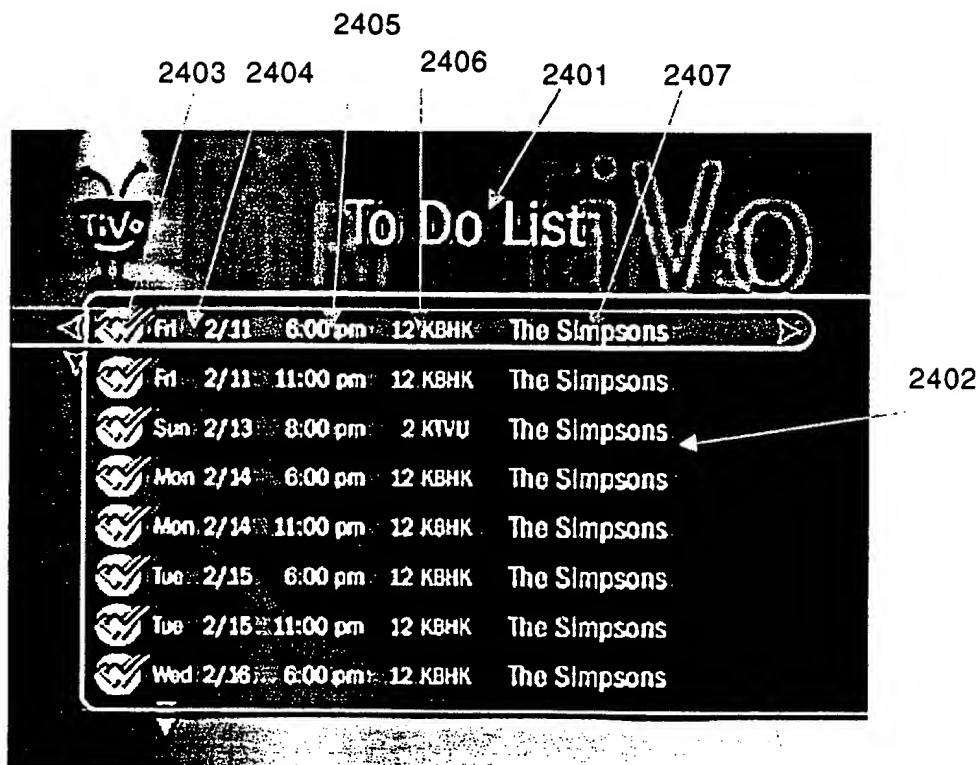 2405
2403 2404 2406 2401 2407
TiVo To Do List iVo
Fri 2/11 6:00 pm 12 KBHK The Simpsons
Fri 2/11 11:00 pm 12 KBHK The Simpsons
2402
Sun 2/13 8:00 pm 2 KTVU The Simpsons
Mon 2/14 6:00 pm 12 KBHK The Simpsons
Mon 2/14 11:00 pm 12 KBHK The Simpsons
Tue 2/15 6:00 pm 12 KBHK The Simpsons
Tue 2/15 11:00 pm 12 KBHK The Simpsons
Wed 2/16 6:00 pm 12 KBHK The Simpsons